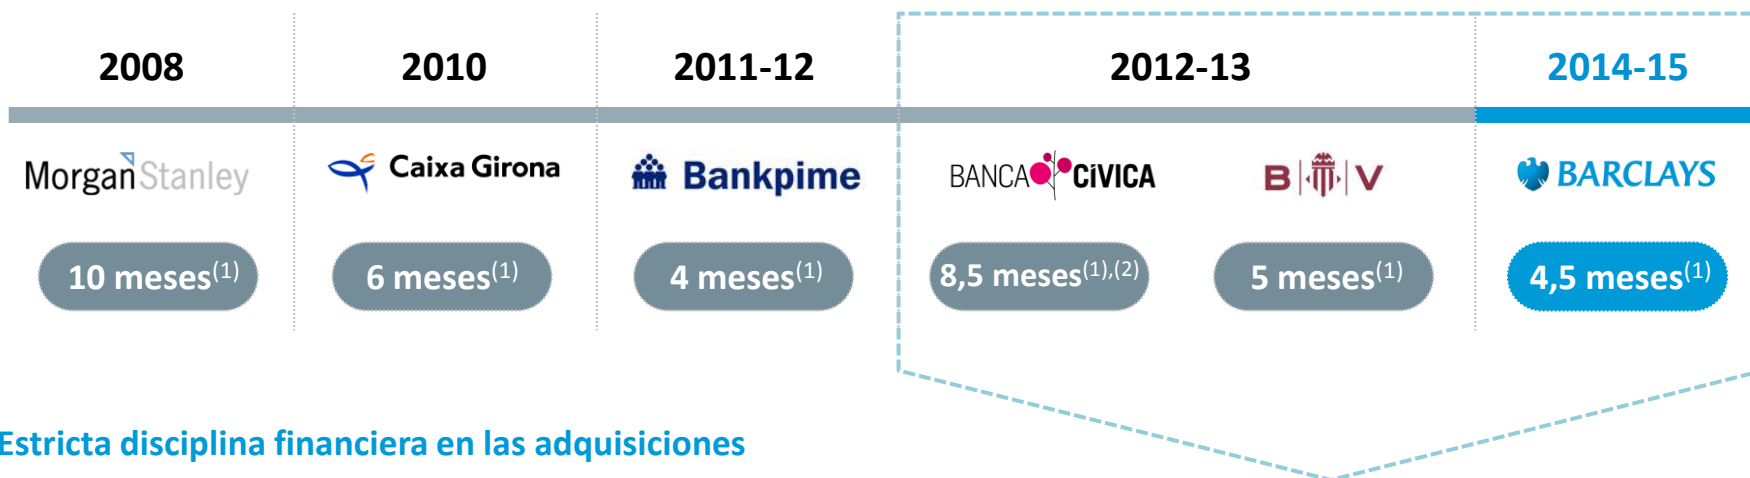 2008 2010 2011-12 2012-13 2014-15
Morgan Stanley Caixa Girona Bankpime BANCA CÍVICA B V BARCLAYS
10 meses(1) 6 meses(1) 4 meses(1) 8,5 meses(1),(2) 5 meses(1) 4,5 meses(1)
Estricta disciplina financiera en las adquisiciones